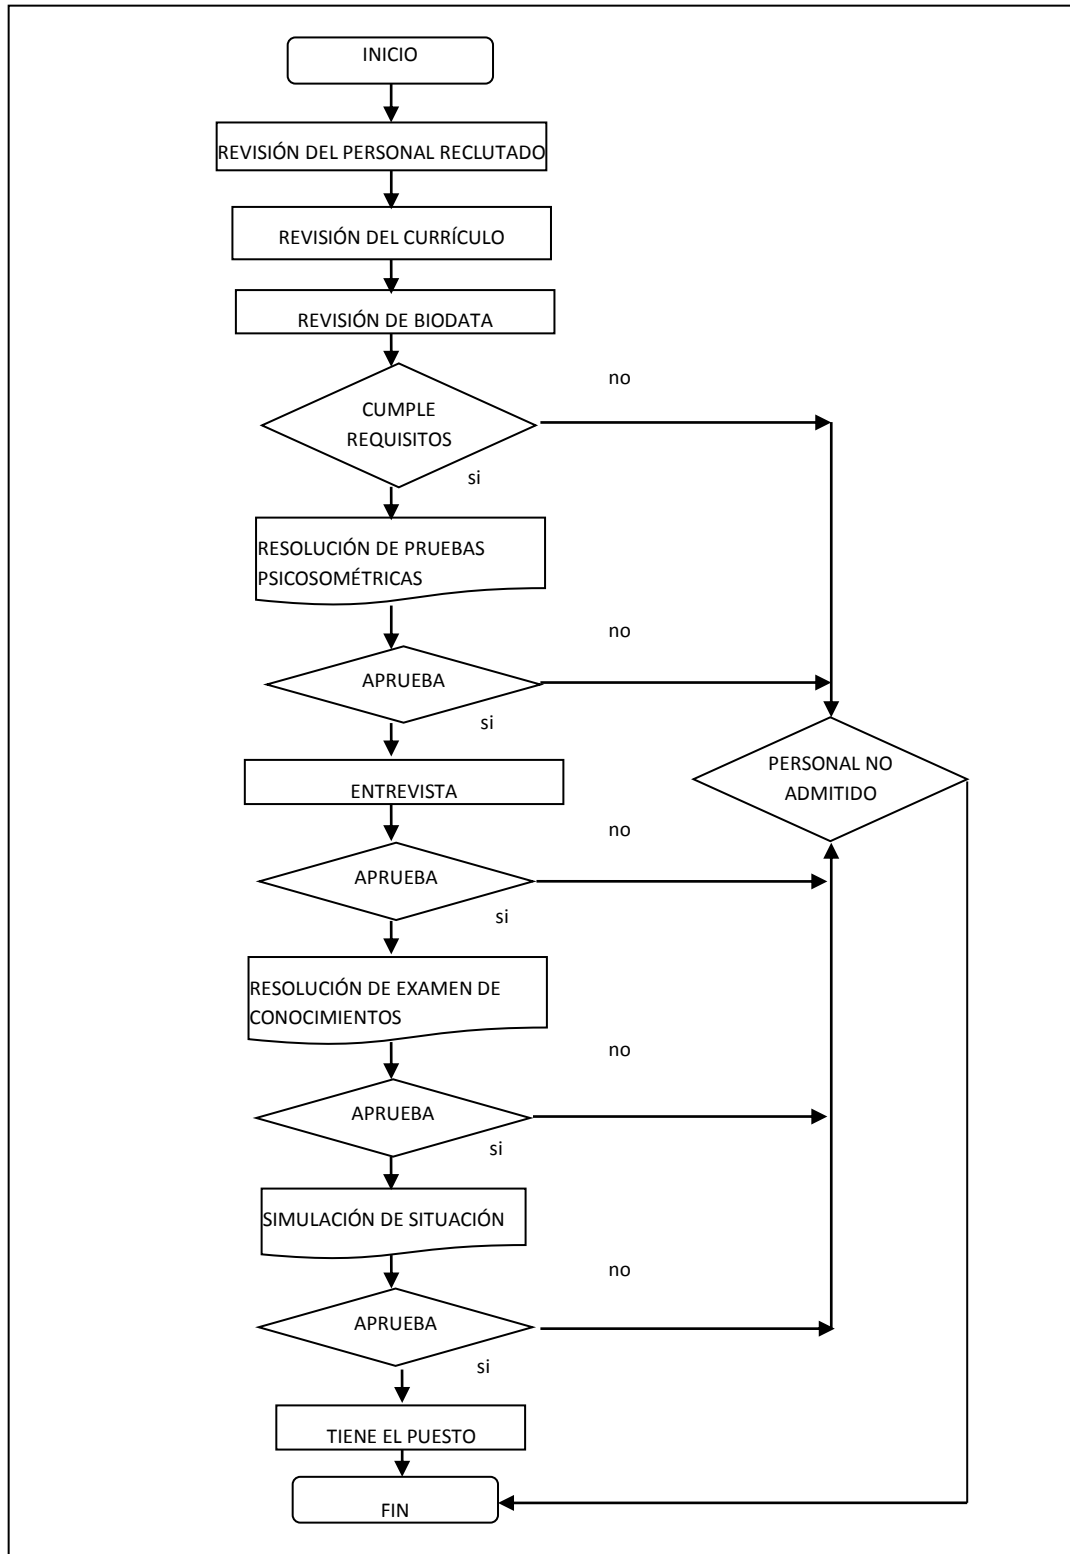 INICIO
REVISIÓN DEL PERSONAL RECLUTADO
REVISIÓN DEL CURRÍCULO
REVISIÓN DE BIODATA
no
CUMPLE
REQUISITOS
si
RESOLUCIÓN DE PRUEBAS
PSICOSOMÉTRICAS
no
APRUEBA
si
PERSONAL NO
ADMITIDO
ENTREVISTA
no
APRUEBA
si
RESOLUCIÓN DE EXAMEN DE
CONOCIMIENTOS
no
APRUEBA
si
SIMULACIÓN DE SITUACIÓN
no
APRUEBA
si
TIENE EL PUESTO
FIN